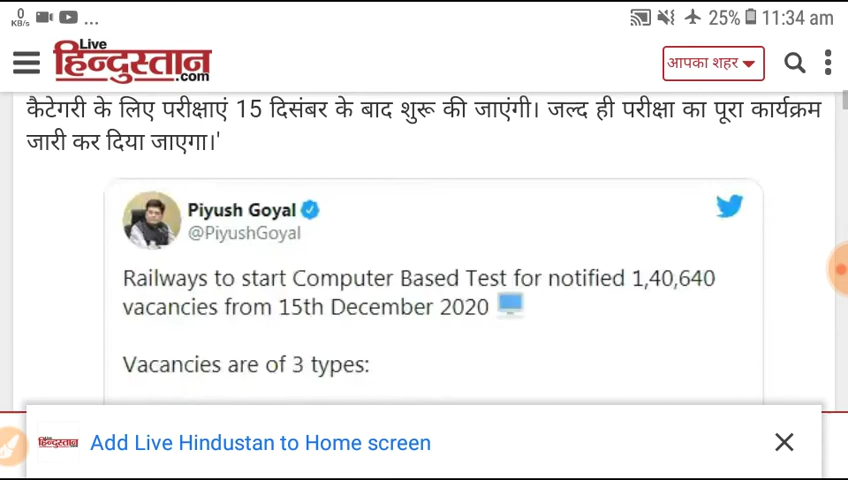 0
KB/s
...
25%
11:34 am
Live
हिन्दुस्तान
.com
आपका शहर
कैटेगरी के लिए परीक्षाएं 15 दिसंबर के बाद शुरू की जाएंगी। जल्द ही परीक्षा का पूरा कार्यक्रम
जारी कर दिया जाएगा।'
Piyush Goyal
@PiyushGoyal
Railways to start Computer Based Test for notified 1,40,640
vacancies from 15th December 2020
Vacancies are of 3 types:
हिन्दुस्तान
Add Live Hindustan to Home screen